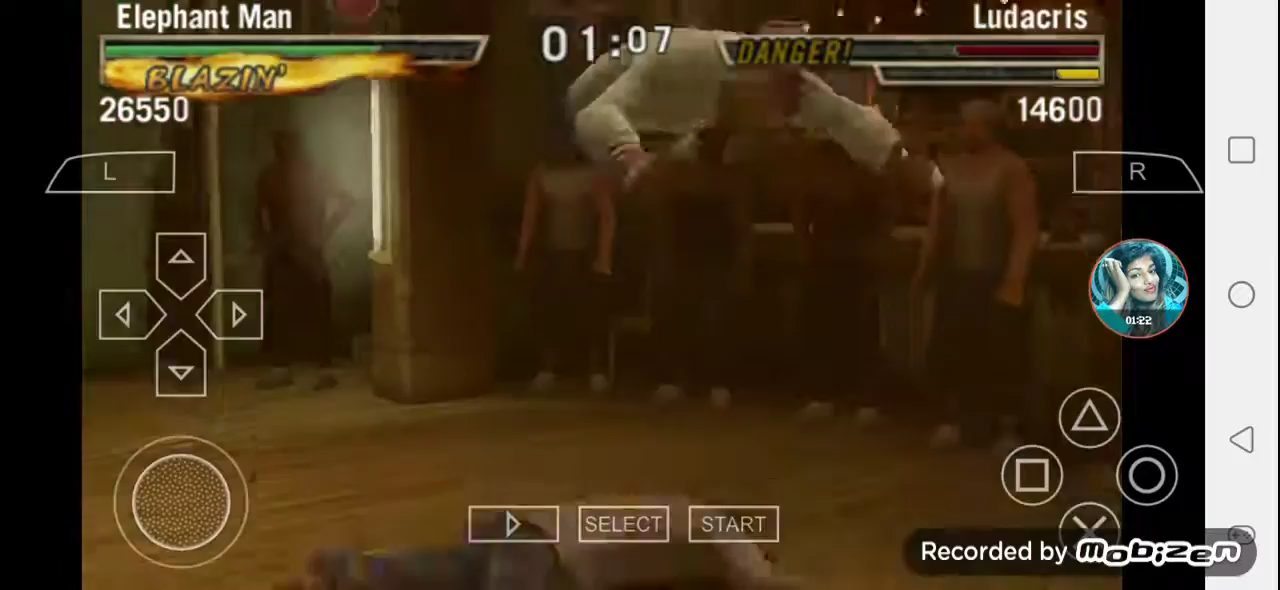 Elephant Man
01:07
Ludacris
BLAZIN'
DANGER!
26550
14600
L
R
01:22
SELECT
START
Recorded by mobizen